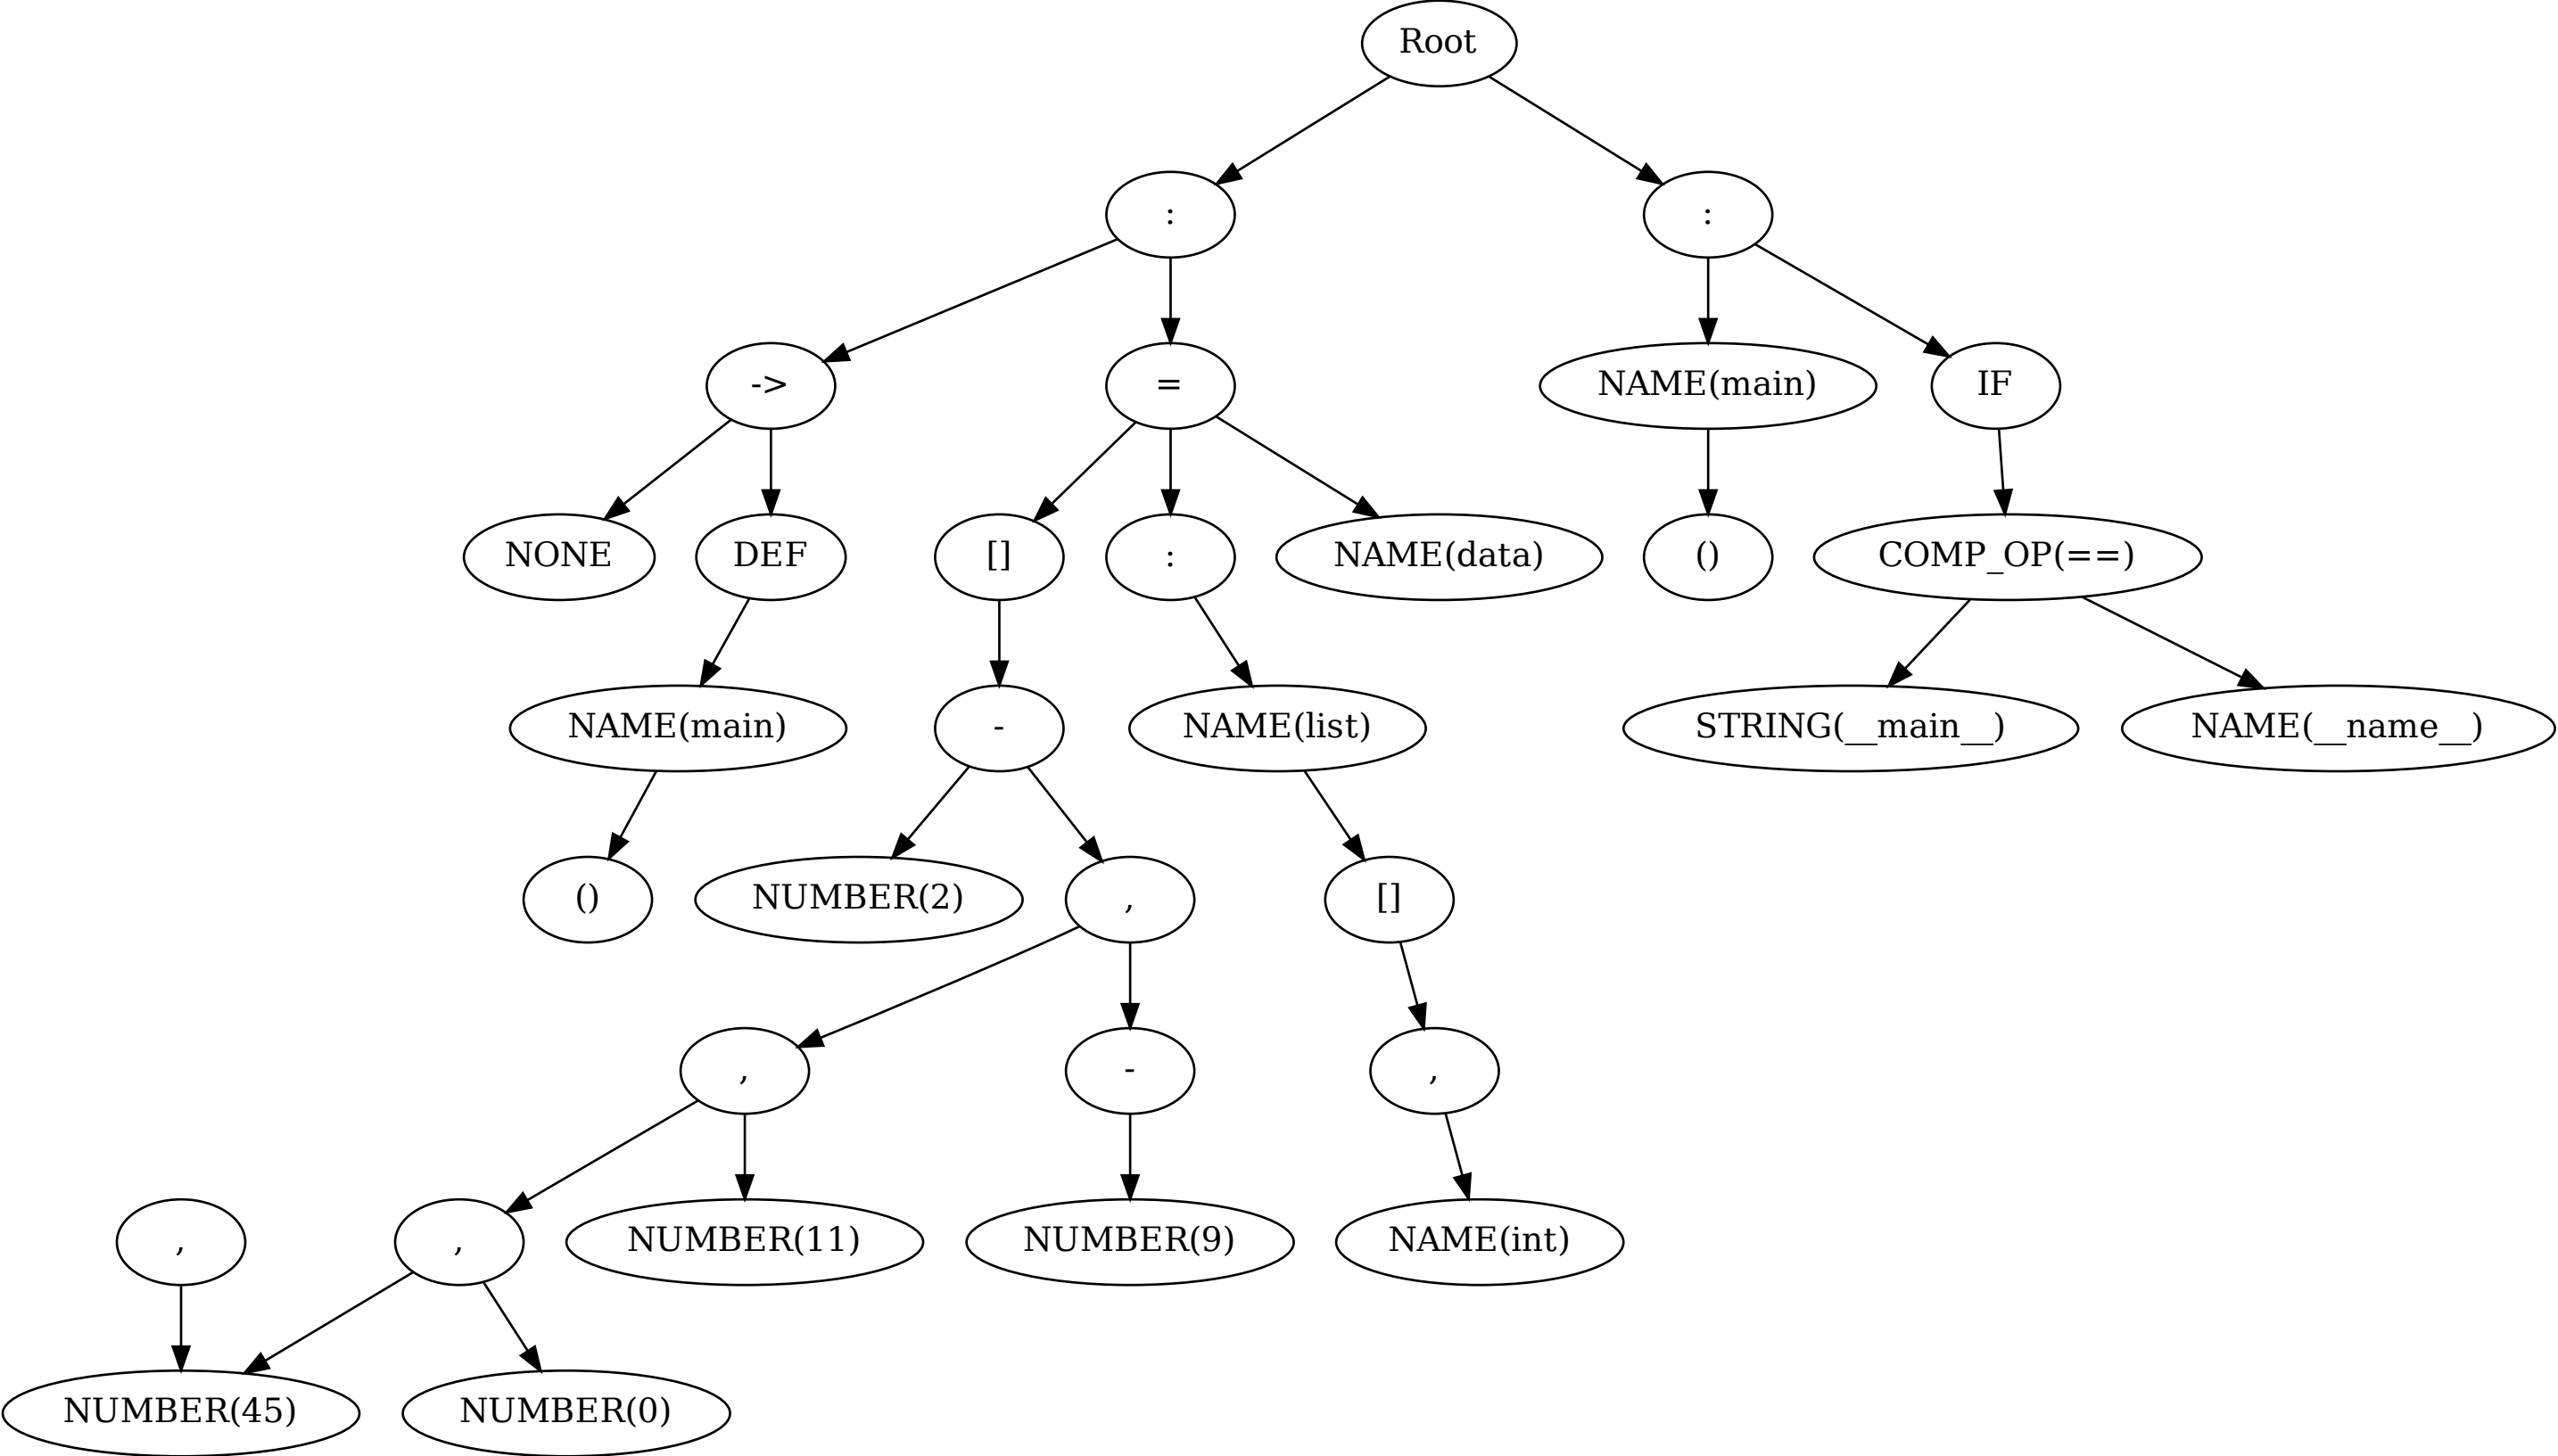 Root
:
:
->
=
NAME(main)
IF
NONE
DEF
[]
:
NAME(data)
()
COMP_OP(==)
NAME(main)
-
NAME(list)
STRING(__main__)
NAME(__name__)
()
NUMBER(2)
,
[]
,
-
,
,
,
NUMBER(11)
NUMBER(9)
NAME(int)
NUMBER(45)
NUMBER(0)